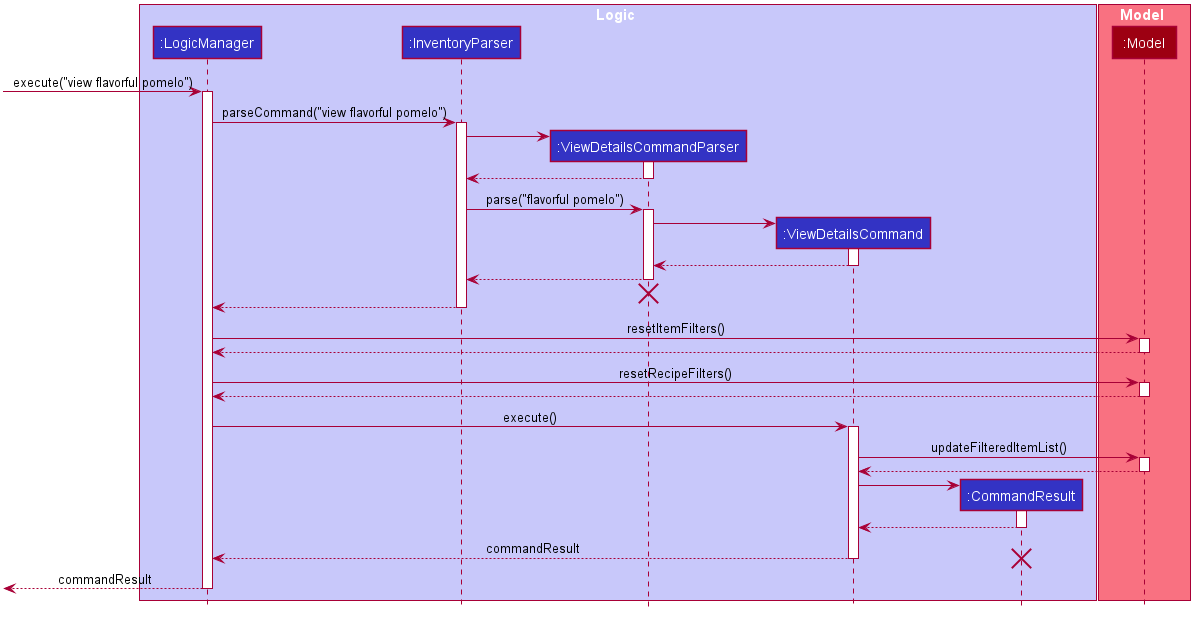 Logic
Model
:LogicManager
:InventoryParser
:Model
execute("view flavorful pomelo")
parseCommand("view flavorful pomelo")
:ViewDetailsCommandParser
parse("flavorful pomelo")
:ViewDetailsCommand
resetItemFilters()
resetRecipeFilters()
execute()
updateFilteredItemList()
:CommandResult
commandResult
commandResult